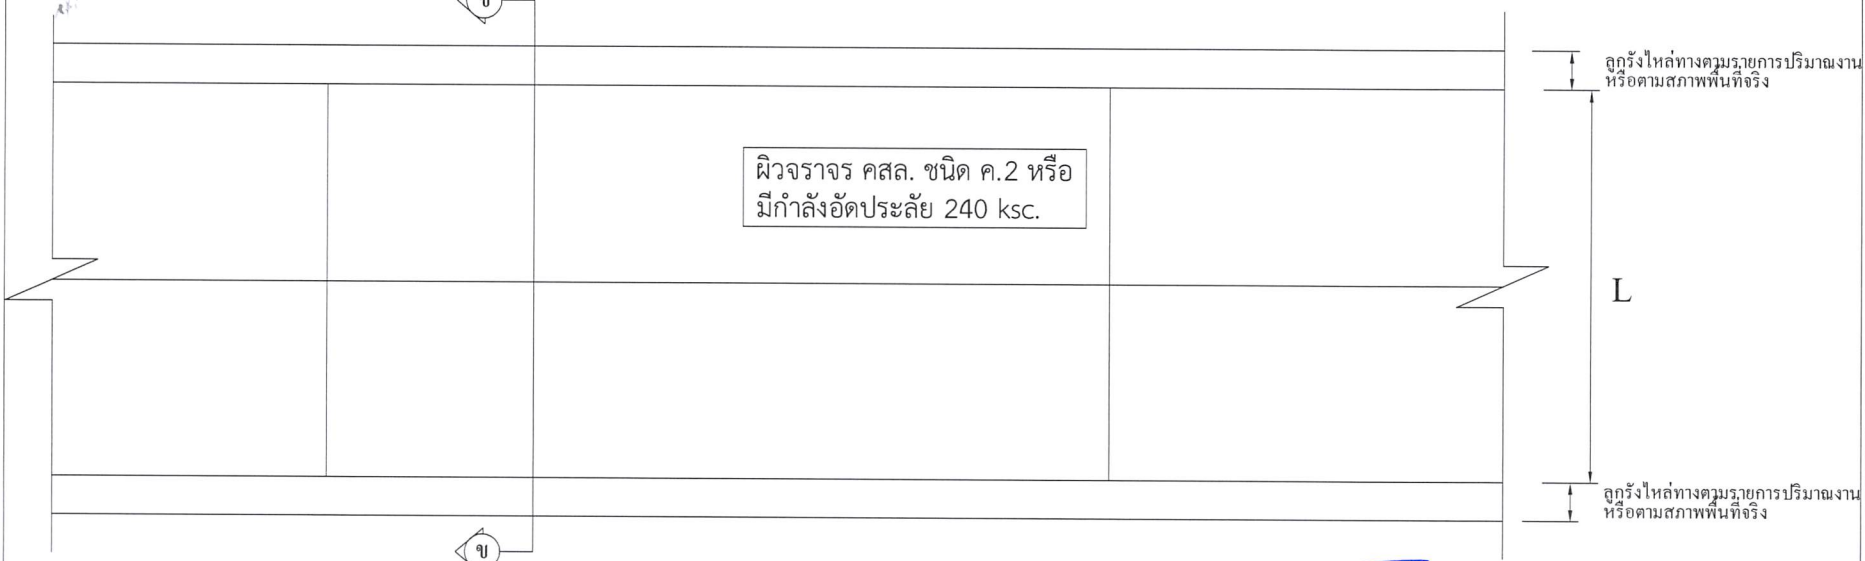 ข
ลูกรังไหล่ทางตามรายการปริมาณงาน
หรือตามสภาพพื้นที่จริง
ผิวจราจร คสล. ชนิด ค.2 หรือ
มีกำลังอัดประลัย 240 ksc.
L
ลูกรังไหล่ทางตามรายการปริมาณงาน
หรือตามสภาพพื้นที่จริง
ข